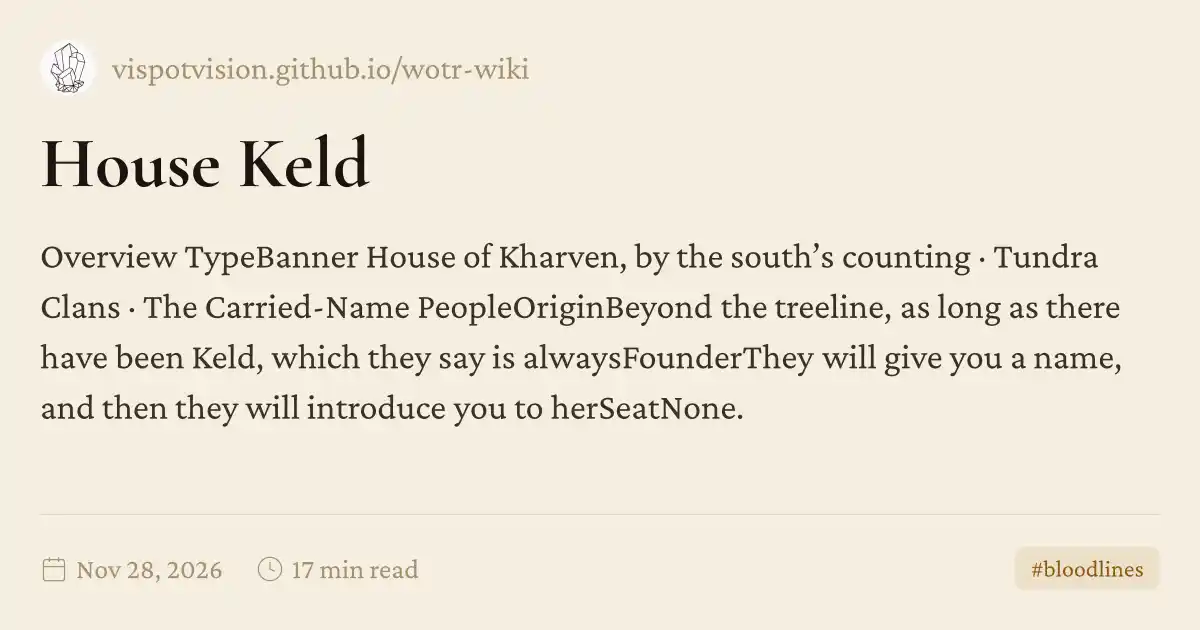 vispotvision.github.io/wotr-wiki
House Keld
Overview TypeBanner House of Kharven, by the south’s counting · Tundra
Clans · The Carried-Name PeopleOriginBeyond the treeline, as long as there
have been Keld, which they say is alwaysFounderThey will give you a name,
and then they will introduce you to herSeatNone.
Nov 28, 2026
17 min read
#bloodlines